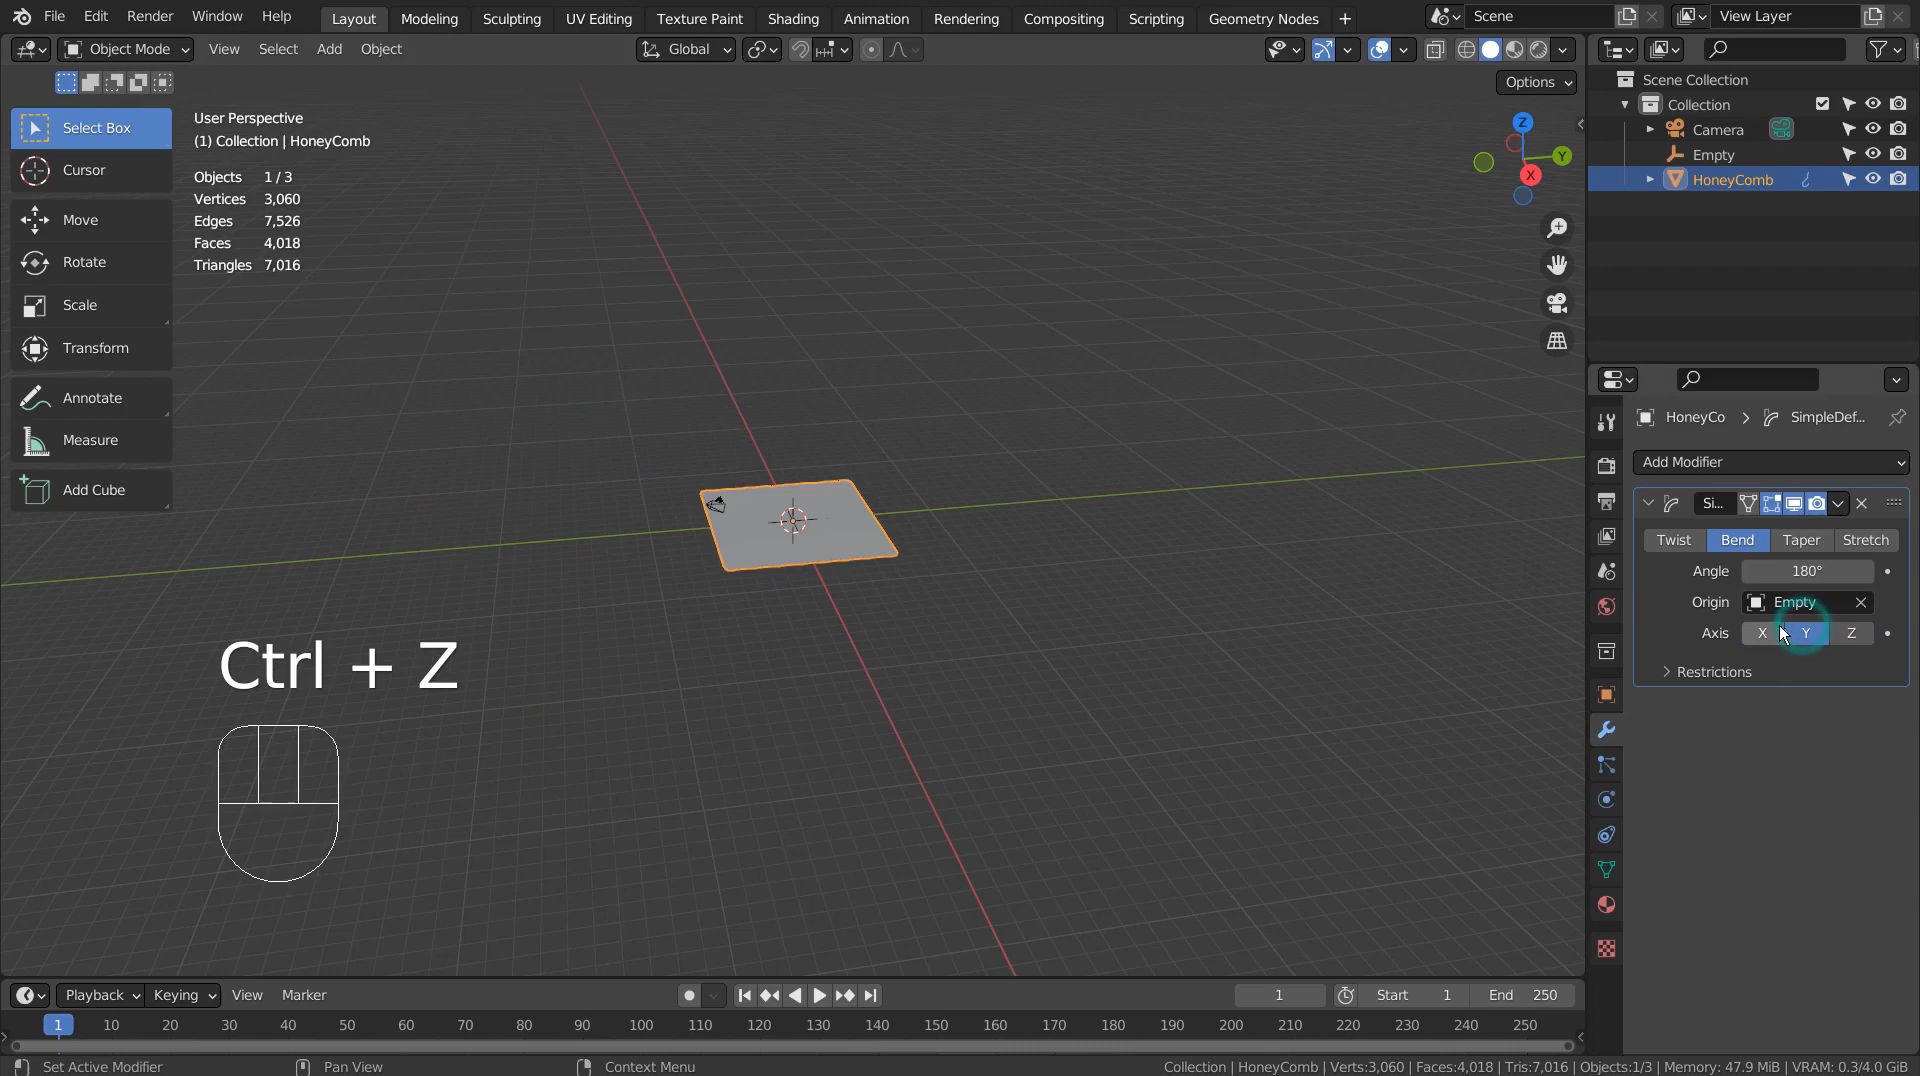 File Edit Render Window Help Layout Modeling Sculpting UV Editing Texture Paint Shading Animation Rendering Compositing Scripting Geometry Nodes + Scene View Layer
Object Mode View Select Add Object Global
Options
Select Box
Cursor
Move
Rotate
Scale
Transform
Annotate
Measure
Add Cube
User Perspective
(1) Collection | HoneyComb
Objects 1 / 3
Vertices 3,060
Edges 7,526
Faces 4,018
Triangles 7,016
Z
Y
X
Scene Collection
Collection
Camera
Empty
HoneyComb
HoneyCo > SimpleDef...
Add Modifier
Si...
Twist Bend Taper Stretch
Angle 180°
Origin Empty
Axis X Y Z
Restrictions
Ctrl + Z
Playback Keying View Marker 1 Start 1 End 250
1 10 20 30 40 50 60 70 80 90 100 110 120 130 140 150 160 170 180 190 200 210 220 230 240 250
Set Active Modifier Pan View Context Menu Collection | HoneyComb | Verts:3,060 | Faces:4,018 | Tris:7,016 | Objects:1/3 | Memory: 47.9 MiB | VRAM: 0.3/4.0 GiB